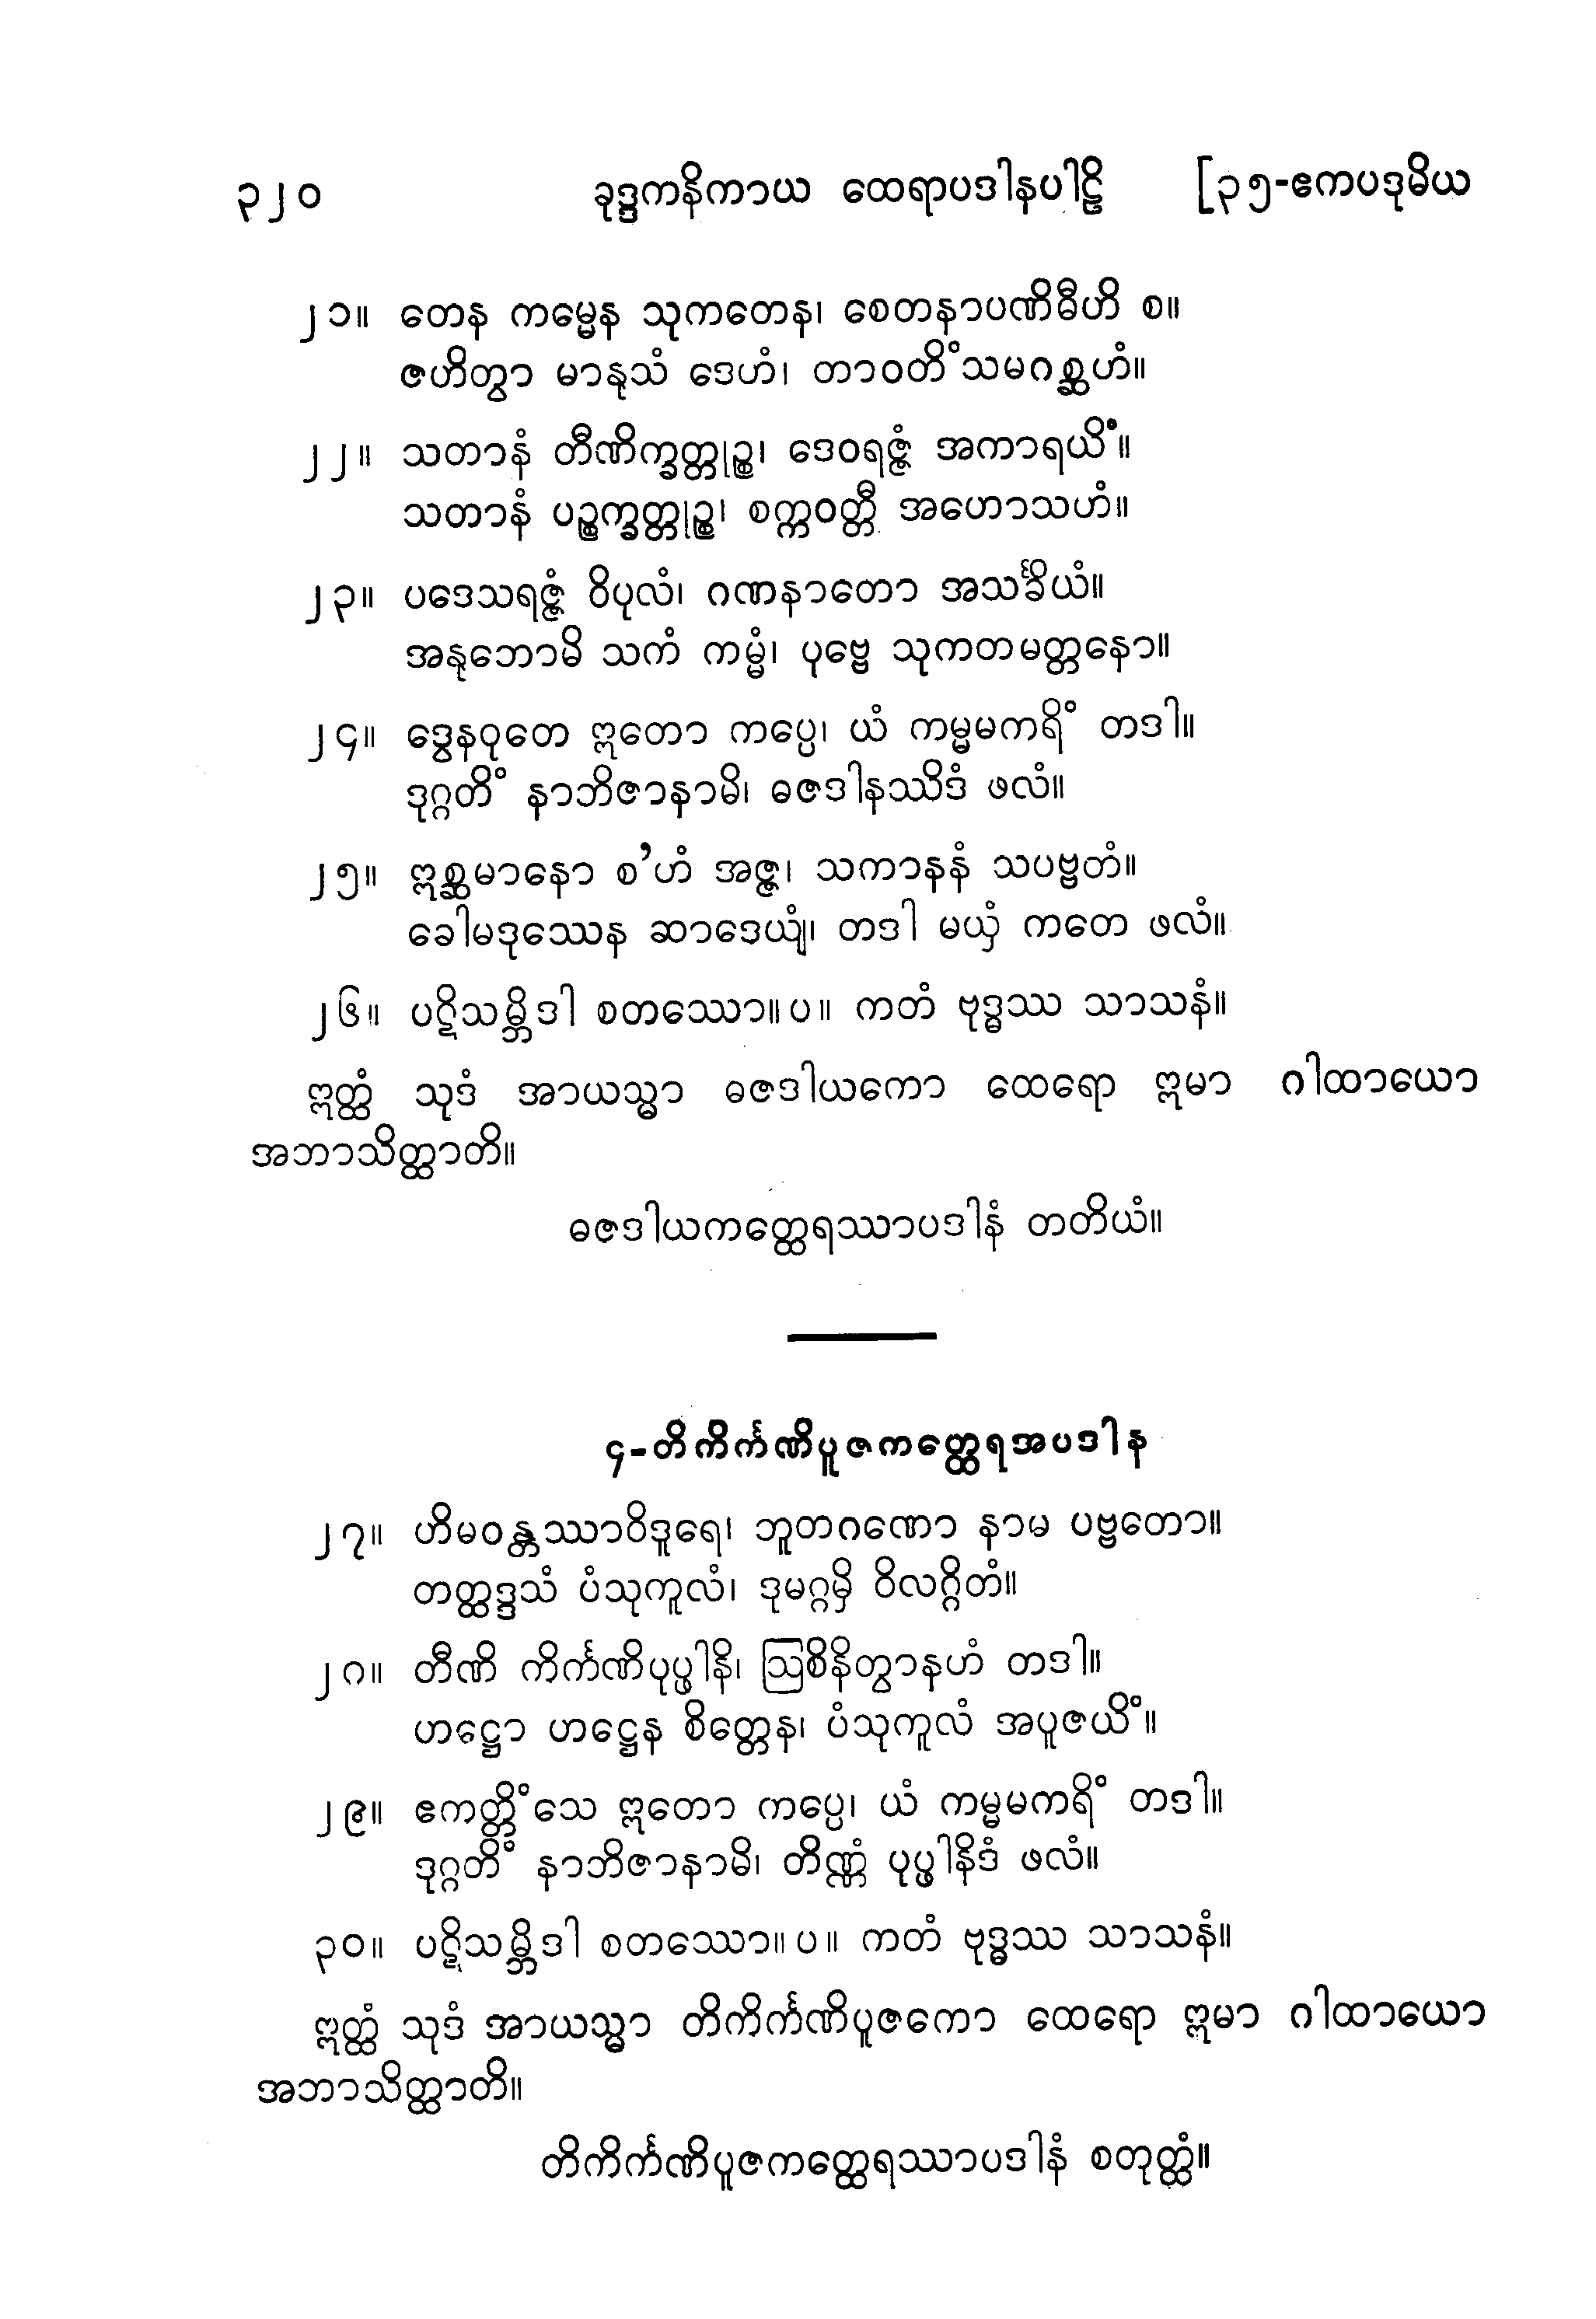 ၃၂၀ ခုဒ္ဒကနိကာယ ထေရာပဒါနပါဠိ [၃၅-ဧကပဒုမိယ
၂၁။ တေန ကမ္မေန သုကတေန၊ စေတနာပဏိဓီဟိ စ။
ဇဟိတွာ မာနုသံ ဒေဟံ၊ တာဝတိံသမဂစ္ဆဟံ။
၂၂။ သတာနံ တီဏိက္ခတ္တုဉ္စ၊ ဒေဝရဇ္ဇံ အကာရယိံ။
သတာနံ ပဉ္စက္ခတ္တုဉ္စ၊ စက္ကဝတ္တီ အဟောသဟံ။
၂၃။ ပဒေသရဇ္ဇံ ဝိပုလံ၊ ဂဏနာတော အသင်္ခိယံ။
အနုဘောမိ သကံ ကမ္မံ၊ ပုဗ္ဗေ သုကတမတ္တနော။
၂၄။ ဒွေနဝုတေ ဣတော ကပ္ပေ၊ ယံ ကမ္မမကရိံ တဒါ။
ဒုဂ္ဂတိံ နာဘိဇာနာမိ၊ ဓဇဒါနဿိဒံ ဖလံ။
၂၅။ ဣစ္ဆမာနော စ’ဟံ အဇ္ဇ၊ သကာနနံ သပဗ္ဗတံ။
ခေါမဒုဿေန ဆာဒေယျံ၊ တဒါ မယှံ ကတေ ဖလံ။
၂၆။ ပဋိသမ္ဘိဒါ စတဿော။ပ။ ကတံ ဗုဒ္ဓဿ သာသနံ။
ဣတ္ထံ သုဒံ အာယသ္မာ ဓဇဒါယကော ထေရော ဣမာ ဂါထာယော
အဘာသိတ္ထာတိ။
ဓဇဒါယကတ္ထေရဿာပဒါနံ တတိယံ။
၄-တိကိင်္ကဏိပူဇကတ္ထေရအပဒါန
၂၇။ ဟိမဝန္တဿာဝိဒူရေ၊ ဘူတဂဏော နာမ ပဗ္ဗတော။
တတ္ထဒ္ဒသံ ပံသုကူလံ၊ ဒုမဂ္ဂမှိ ဝိလဂ္ဂိတံ။
၂၈။ တီဏိ ကိင်္ကဏိပုပ္ဖါနိ၊ ဩစိနိတွာနဟံ တဒါ။
ဟဋ္ဌော ဟဋ္ဌေန စိတ္တေန၊ ပံသုကူလံ အပူဇယိံ။
၂၉။ ဧကတ္တိံသေ ဣတော ကပ္ပေ၊ ယံ ကမ္မမကရိံ တဒါ။
ဒုဂ္ဂတိံ နာဘိဇာနာမိ၊ တိဏ္ဏံ ပုပ္ဖါနိဒံ ဖလံ။
၃၀။ ပဋိသမ္ဘိဒါ စတဿော။ပ။ ကတံ ဗုဒ္ဓဿ သာသနံ။
ဣတ္ထံ သုဒံ အာယသ္မာ တိကိင်္ကဏိပူဇကော ထေရော ဣမာ ဂါထာယော
အဘာသိတ္ထာတိ။
တိကိင်္ကဏိပူဇကတ္ထေရဿာပဒါနံ စတုတ္ထံ။